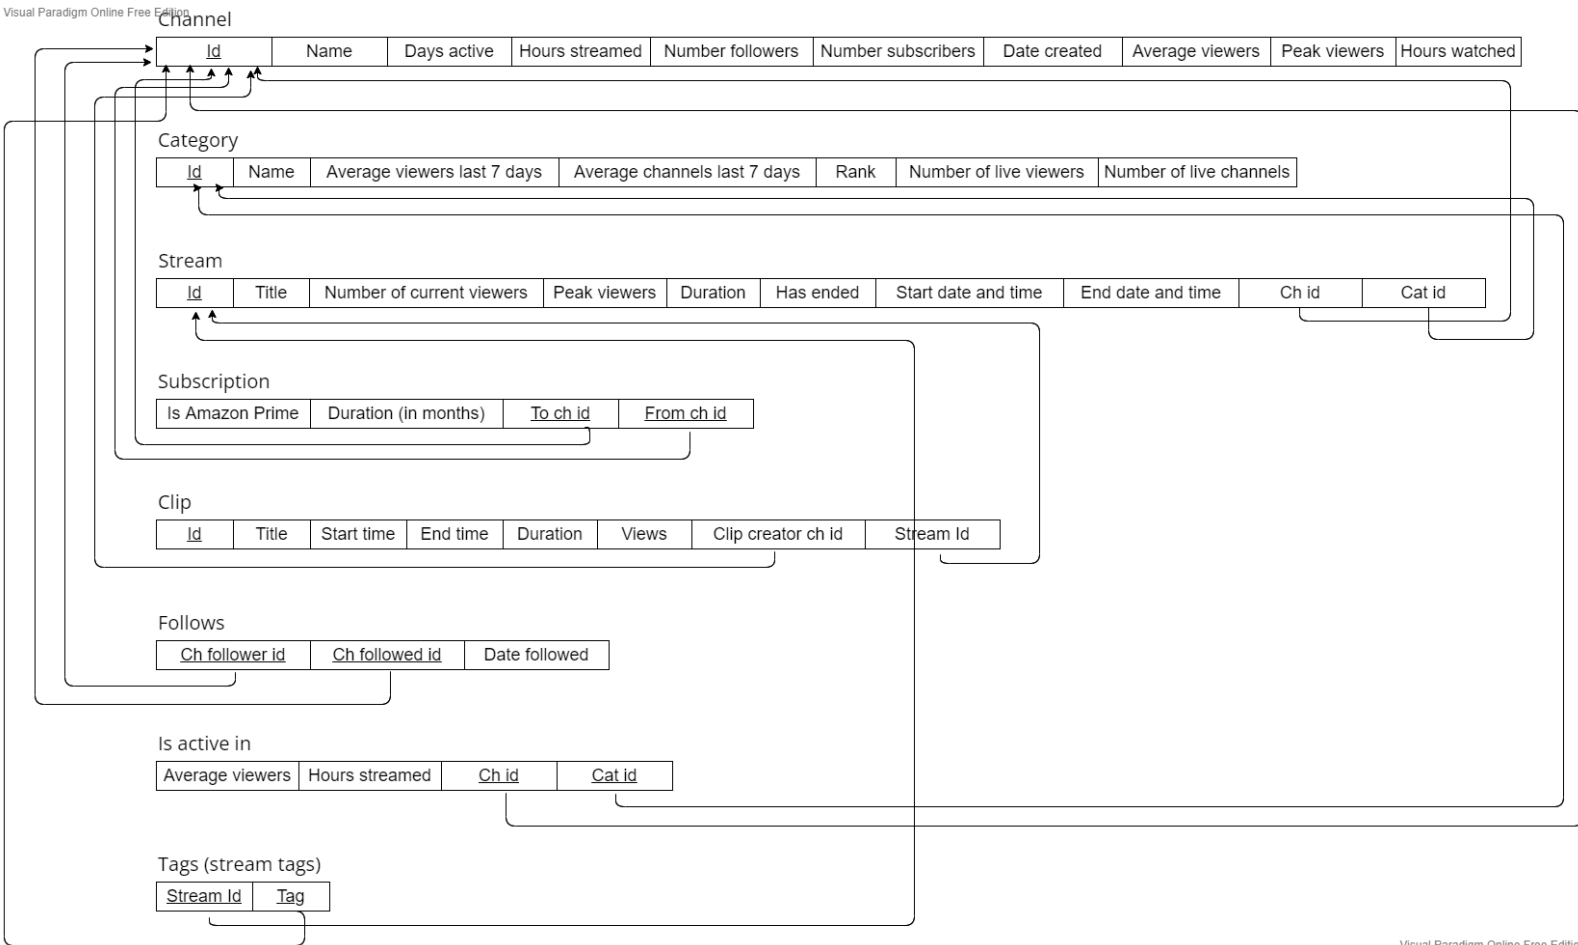 Visual Paradigm Online Free Edition
Channel
Id Name Days active Hours streamed Number followers Number subscribers Date created Average viewers Peak viewers Hours watched
Category
Id Name Average viewers last 7 days Average channels last 7 days Rank Number of live viewers Number of live channels
Stream
Id Title Number of current viewers Peak viewers Duration Has ended Start date and time End date and time Ch id Cat id
Subscription
Is Amazon Prime Duration (in months) To ch id From ch id
Clip
Id Title Start time End time Duration Views Clip creator ch id Stream Id
Follows
Ch follower id Ch followed id Date followed
Is active in
Average viewers Hours streamed Ch id Cat id
Tags (stream tags)
Stream Id Tag
Visual Paradigm Online Free